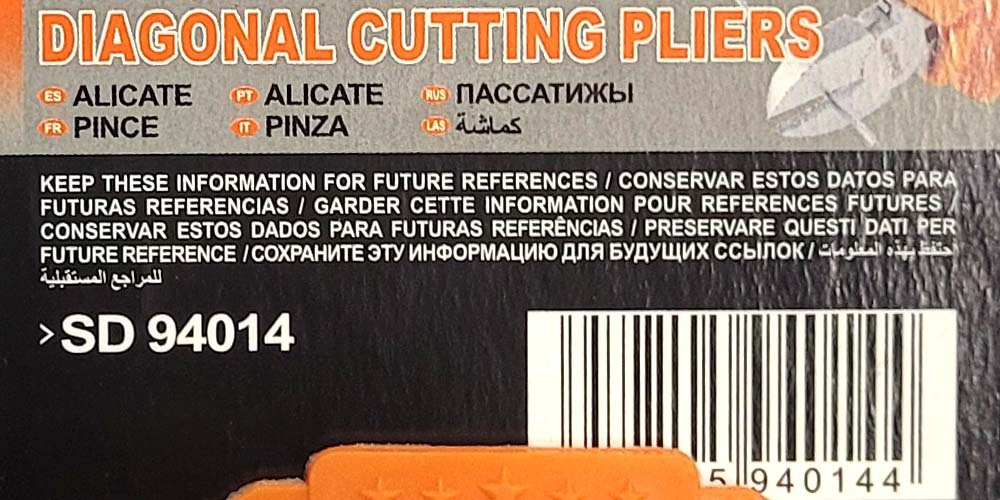 DIAGONAL CUTTING PLIERS
ES ALICATE PT ALICATE RUS ПАССАТИЖЫ
FR PINCE IT PINZA LAS كماشة
KEEP THESE INFORMATION FOR FUTURE REFERENCES / CONSERVAR ESTOS DATOS PARA
FUTURAS REFERENCIAS / GARDER CETTE INFORMATION POUR REFERENCES FUTURES /
CONSERVAR ESTOS DADOS PARA FUTURAS REFERÊNCIAS / PRESERVARE QUESTI DATI PER
FUTURE REFERENCE / СОХРАНИТЕ ЭТУ ИНФОРМАЦИЮ ДЛЯ БУДУЩИХ ССЫЛОК / احتفظ بهذه المعلومات
للمراجع المستقبلية
>SD 94014
5 940144